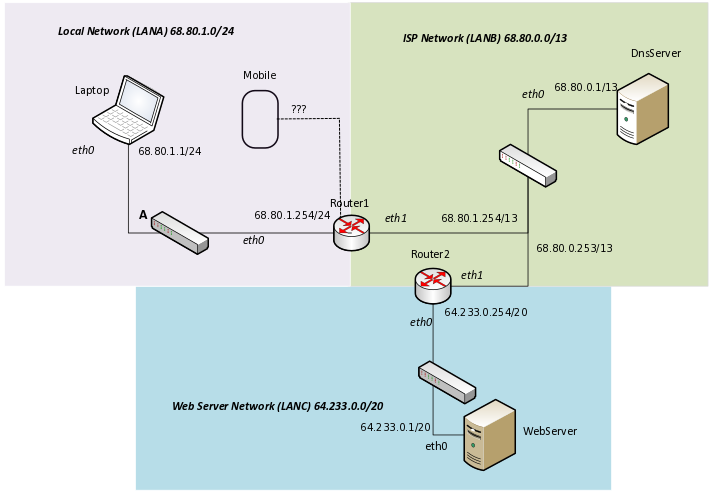 Local Network (LANA) 68.80.1.0/24
ISP Network (LANB) 68.80.0.0/13
DnsServer
Mobile
Laptop
eth0
68.80.0.1/13
???
eth0
68.80.1.1/24
Router1
A
68.80.1.254/24
eth1
68.80.1.254/13
eth0
68.80.0.253/13
Router2
eth1
64.233.0.254/20
eth0
Web Server Network (LANC) 64.233.0.0/20
64.233.0.1/20
WebServer
eth0